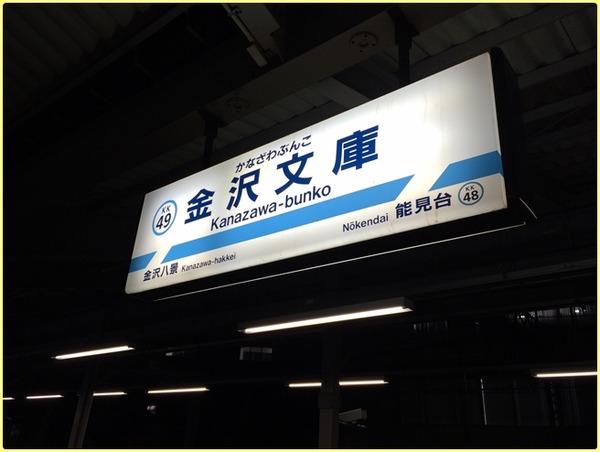 かなざわぶんこ
KK
49
金沢文庫
Kanazawa-bunko
金沢八景 Kanazawa-hakkei
Nōkendai 能見台
KK
48